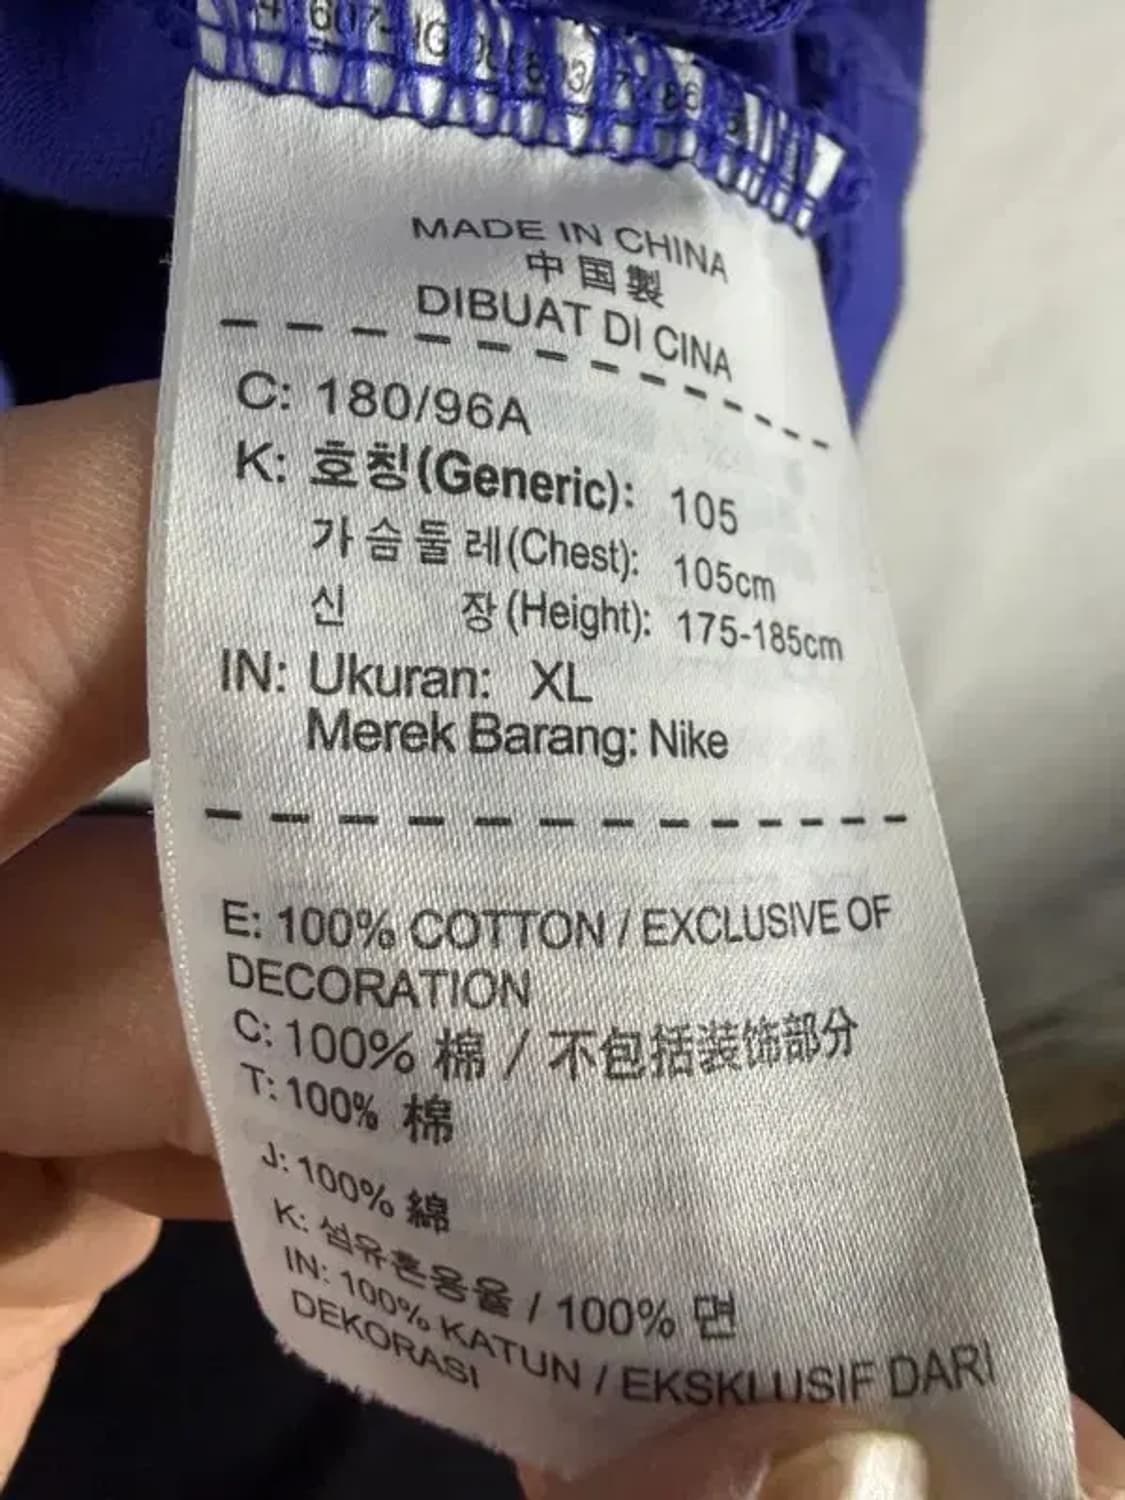 MADE IN CHINA
中国製
DIBUAT DI CINA
C: 180/96A
K: 호칭(Generic): 105
가슴둘레(Chest): 105cm
신 장(Height): 175-185cm
IN: Ukuran: XL
Merek Barang: Nike
E: 100% COTTON / EXCLUSIVE OF
DECORATION
C: 100% 棉 / 不包括装饰部分
T: 100% 棉
J: 100% 綿
K: 섬유혼용율 / 100% 면
IN: 100% KATUN / EKSKLUSIF DARI
DEKORASI